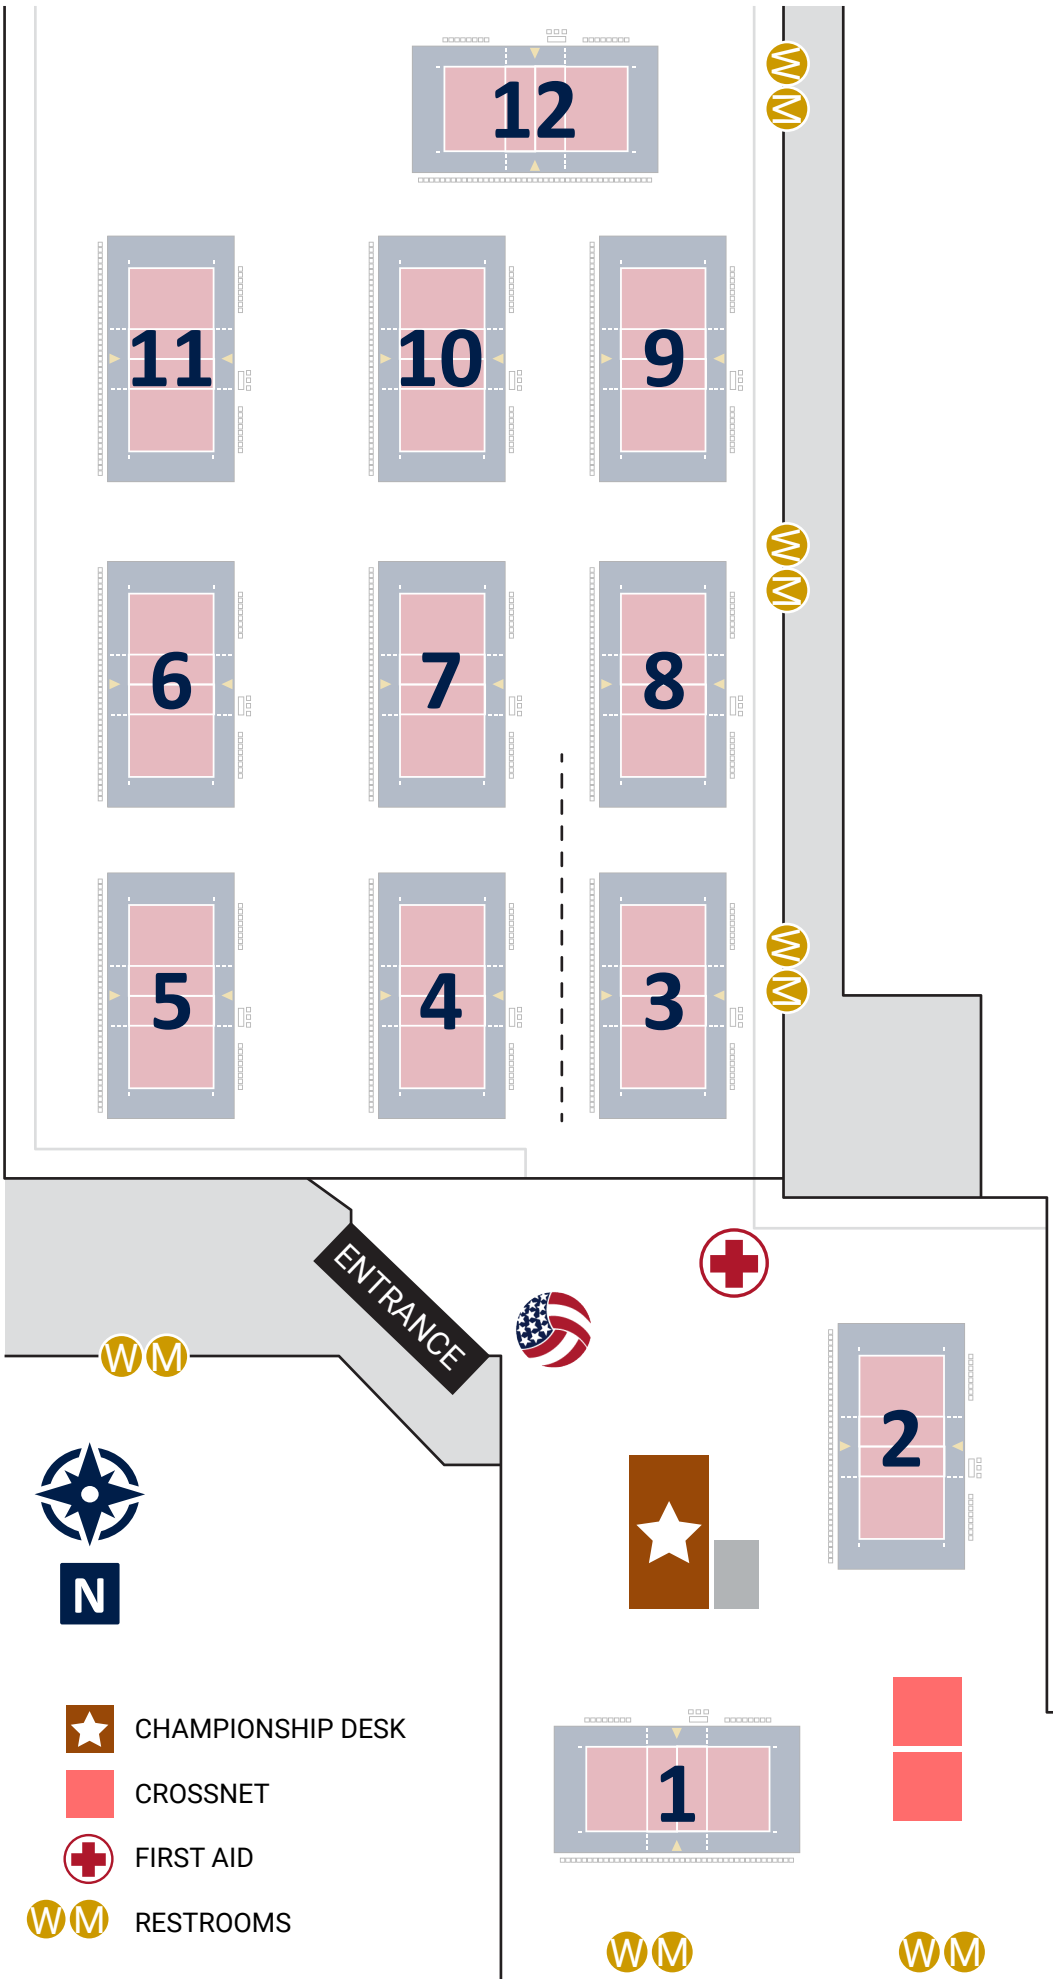 12
W
M
11 10 9
W
M
6 7 8
W
M
5 4 3
ENTRANCE
W M
2
N
CHAMPIONSHIP DESK
CROSSNET
1
FIRST AID
W M RESTROOMS
W M W M